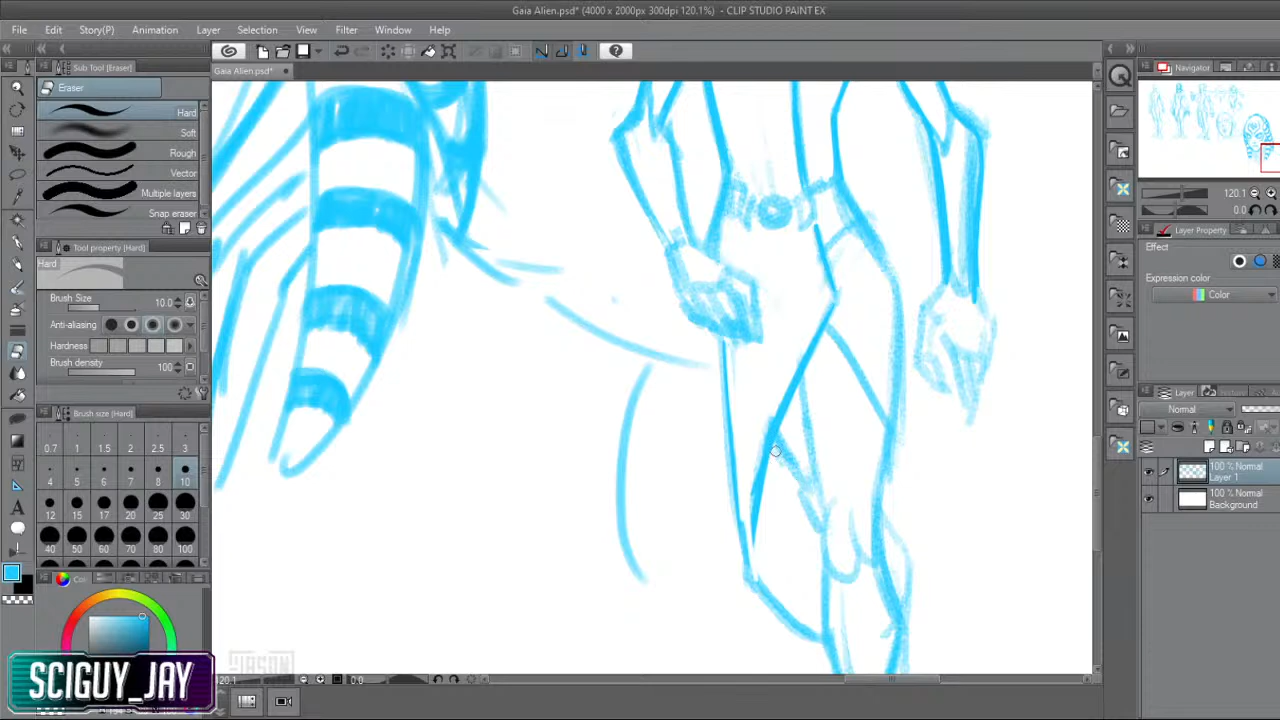 Gaia Alien.psd* (4000 x 2000px 300dpi 120.1%) - CLIP STUDIO PAINT EX
File Edit Story(P) Animation Layer Selection View Filter Window Help
Sub Tool [Eraser]
Gaia Alien.psd*
Navigator
Eraser
Hard
Soft
Rough
Vector
Multiple layers
Snap eraser
120.1
0.0
Layer Property
Tool property [Hard]
Effect
Hard
Expression color
Color
Brush Size 10.0
Anti-aliasing
Hardness
Brush density 100
Layer
Normal
Brush size [Hard]
0.7 1 1.5 2 2.5 3
4 5 6 7 8 10
12 15 17 20 25 30
40 50 60 70 80 100
100 % Normal
Layer 1
100 % Normal
Background
SCIGUY_JAY
120.1
0.0